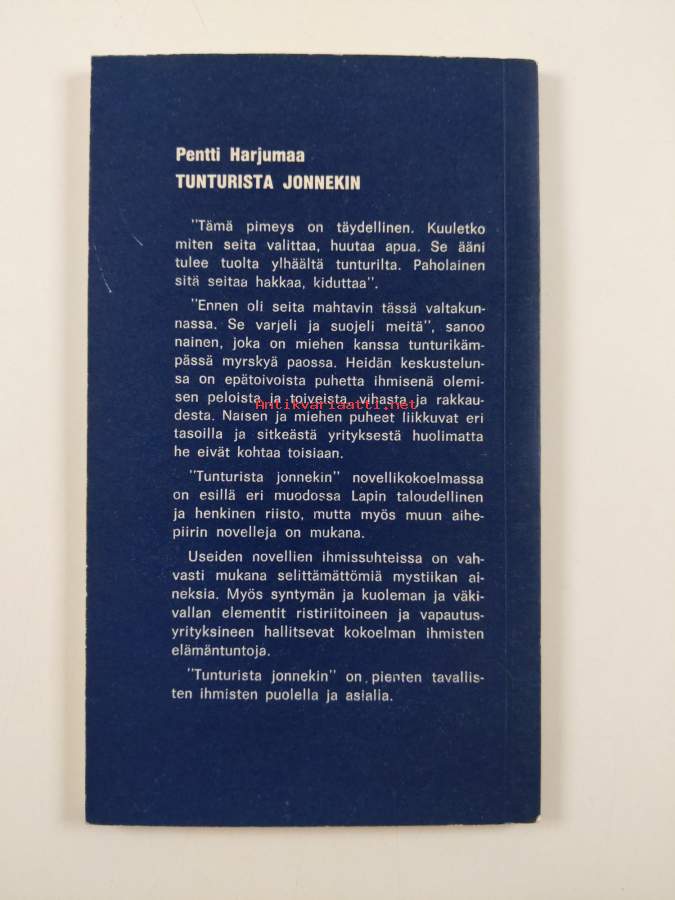 Pentti Harjumaa
TUNTURISTA JONNEKIN
"Tämä pimeys on täydellinen. Kuuletko
miten seita valittaa, huutaa apua. Se ääni
tulee tuolta ylhäältä tunturilta. Paholainen
sitä seitaa hakkaa, kiduttaa".
"Ennen oli seita mahtavin tässä valtakun-
nassa. Se varjeli ja suojeli meitä", sanoo
nainen, joka on miehen kanssa tunturikäm-
pässä myrskyä paossa. Heidän keskustelun-
sa on epätoivoista puhetta ihmisenä olemi-
sen peloista ja toiveista, vihasta ja rakkau-
Antikvariaatti.net
desta. Naisen ja miehen puheet liikkuvat eri
tasoilla ja sitkeästä yrityksestä huolimatta
he eivät kohtaa toisiaan.
"Tunturista jonnekin" novellikokoelmassa
on esillä eri muodossa Lapin taloudellinen
ja henkinen riisto, mutta myös muun aihe-
piirin novelleja on mukana.
Useiden novellien ihmissuhteissa on vah-
vasti mukana selittämättömiä mystiikan ai-
neksia. Myös syntymän ja kuoleman ja väki-
vallan elementit ristiriitoineen ja vapautus-
yrityksineen hallitsevat kokoelman ihmisten
elämäntuntoja.
"Tunturista jonnekin" on pienten tavallis-
ten ihmisten puolella ja asialla.